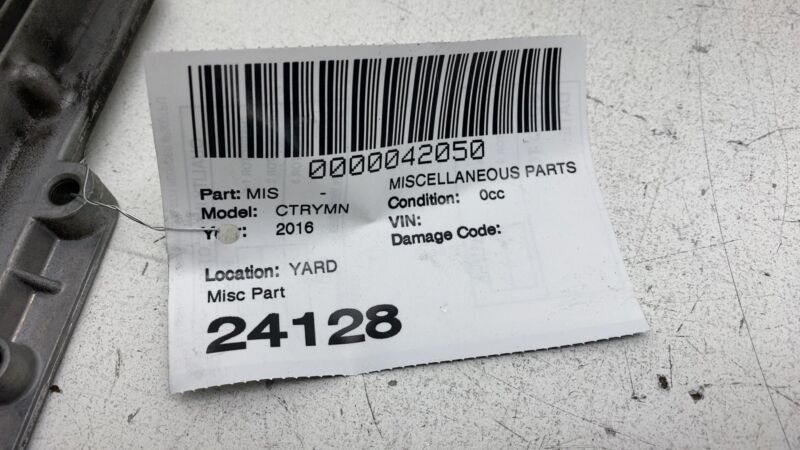 0000042050
Part: MIS - MISCELLANEOUS PARTS
Model: CTRYMN Condition: 0cc
2016 VIN:
Damage Code:
Location: YARD
Misc Part
24128